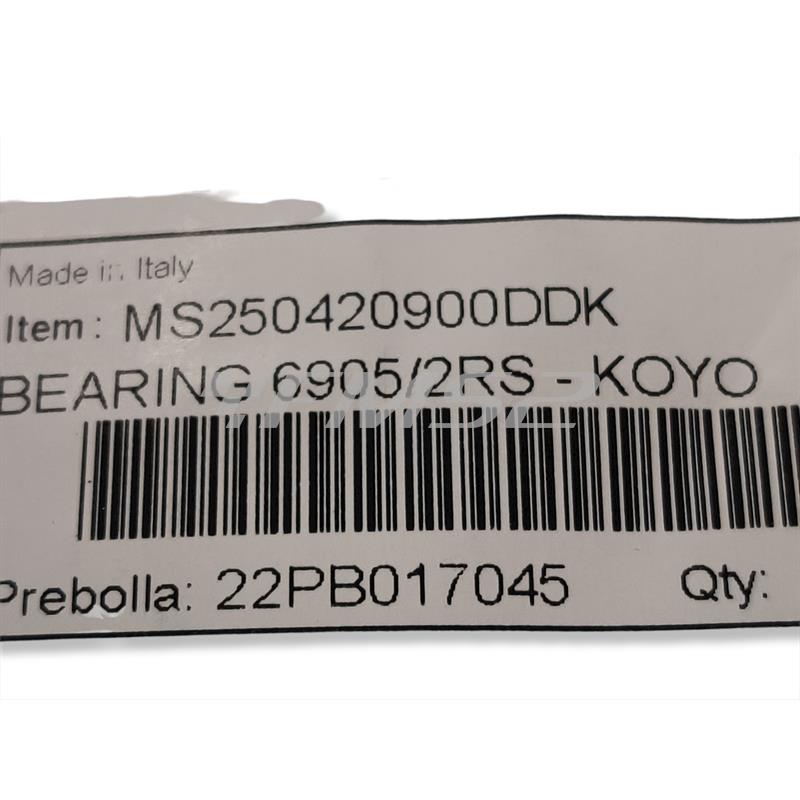 Made in Italy
Item: MS250420900DDK
BEARING 6905/2RS - KOYO
Prebolla: 22PB017045 Qty: